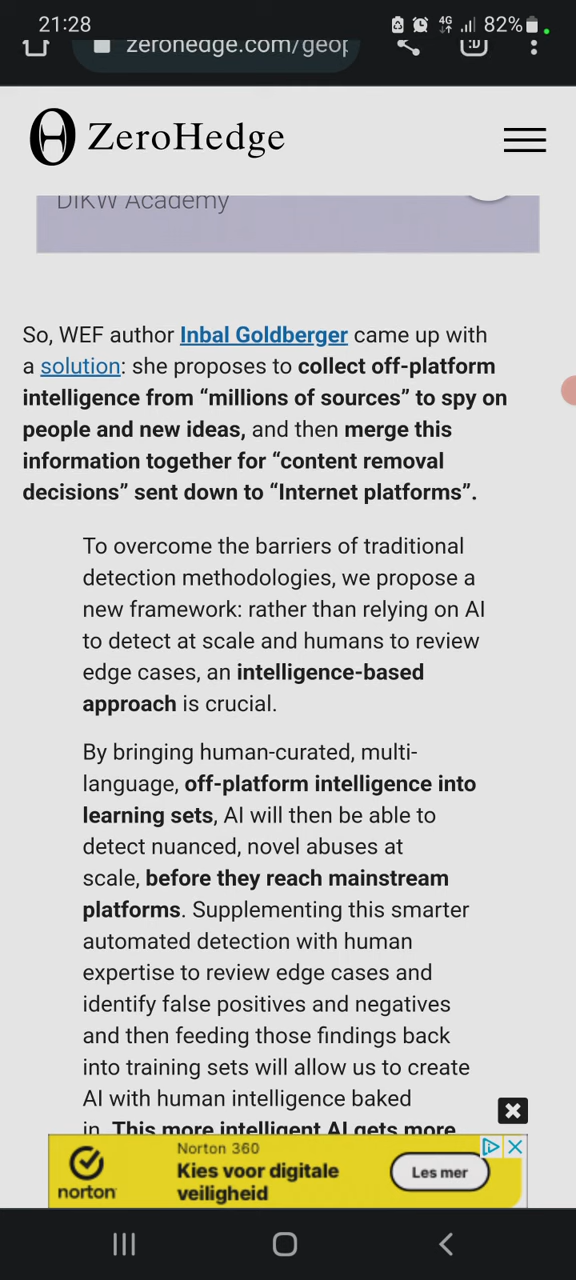 21:28
4G
82%
zerohedge.com/geop
:D
ZeroHedge
DIKW Academy
So, WEF author Inbal Goldberger came up with
a solution: she proposes to collect off-platform
intelligence from “millions of sources” to spy on
people and new ideas, and then merge this
information together for “content removal
decisions” sent down to “Internet platforms”.
To overcome the barriers of traditional
detection methodologies, we propose a
new framework: rather than relying on AI
to detect at scale and humans to review
edge cases, an intelligence-based
approach is crucial.
By bringing human-curated, multi-
language, off-platform intelligence into
learning sets, AI will then be able to
detect nuanced, novel abuses at
scale, before they reach mainstream
platforms. Supplementing this smarter
automated detection with human
expertise to review edge cases and
identify false positives and negatives
and then feeding those findings back
into training sets will allow us to create
AI with human intelligence baked
in. This more intelligent AI gets more
Norton 360
Kies voor digitale
veiligheid
Les mer
norton